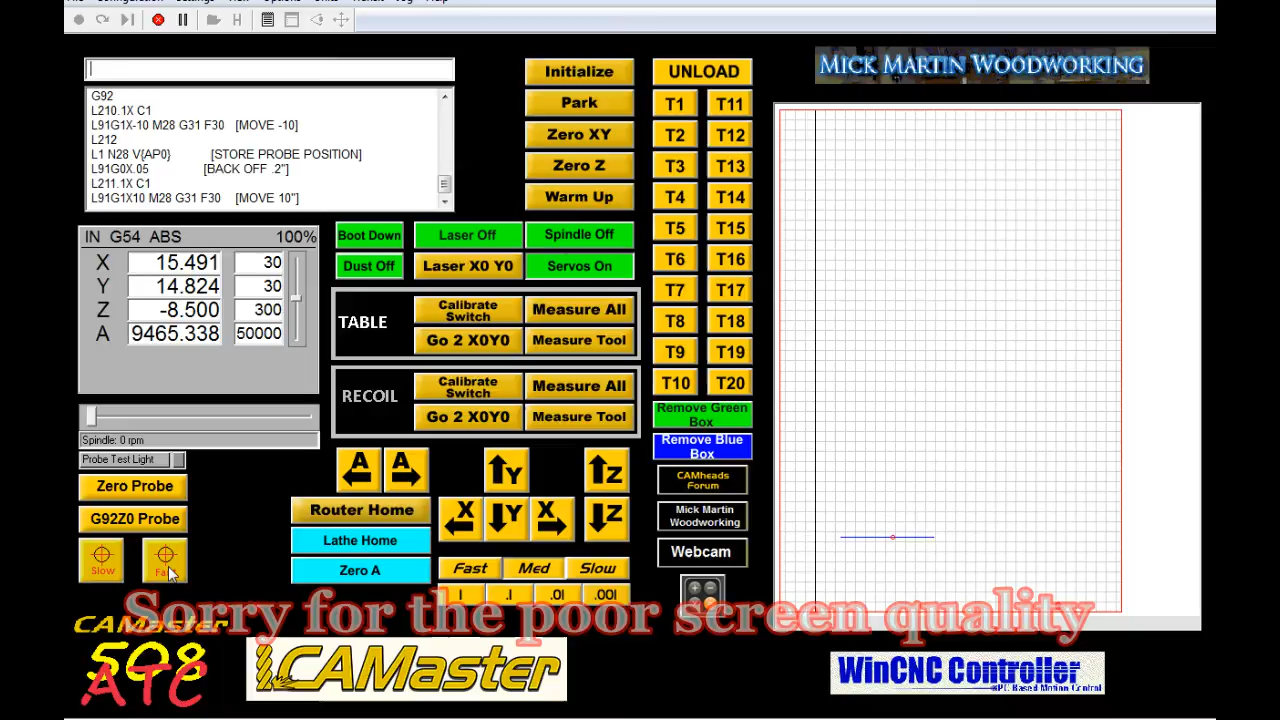 Configuration
MICK MARTIN WOODWORKING
G92
L210.1X C1
L91G1X-10 M28 G31 F30 [MOVE -10]
L212
L1 N28 V{AP0} [STORE PROBE POSITION]
L91G0X.05 [BACK OFF .2"]
L211.1X C1
L91G1X10 M28 G31 F30 [MOVE 10"]
Initialize
Park
Zero XY
Zero Z
Warm Up
UNLOAD
T1 T11
T2 T12
T3 T13
T4 T14
T5 T15
T6 T16
T7 T17
T8 T18
T9 T19
T10 T20
IN G54 ABS 100%
X 15.491 30
Y 14.824 30
Z -8.500 300
A 9465.338 50000
Boot Down Laser Off Spindle Off
Dust Off Laser X0 Y0 Servos On
TABLE
Calibrate
Switch
Measure All
Go 2 X0Y0 Measure Tool
RECOIL
Calibrate
Switch
Measure All
Go 2 X0Y0 Measure Tool
Remove Green
Box
Remove Blue
Box
CAMheads
Forum
Mick Martin
Woodworking
Webcam
Spindle: 0 rpm
Probe Test Light
Zero Probe
G92Z0 Probe
Slow
A A Y Z
X Y X Z
Router Home
Lathe Home
Zero A
Fast Med Slow
.1 .01 .001
Sorry for the poor screen quality
CAMaster
508
ATC
CAMaster
WinCNC Controller
PC Based Motion Control